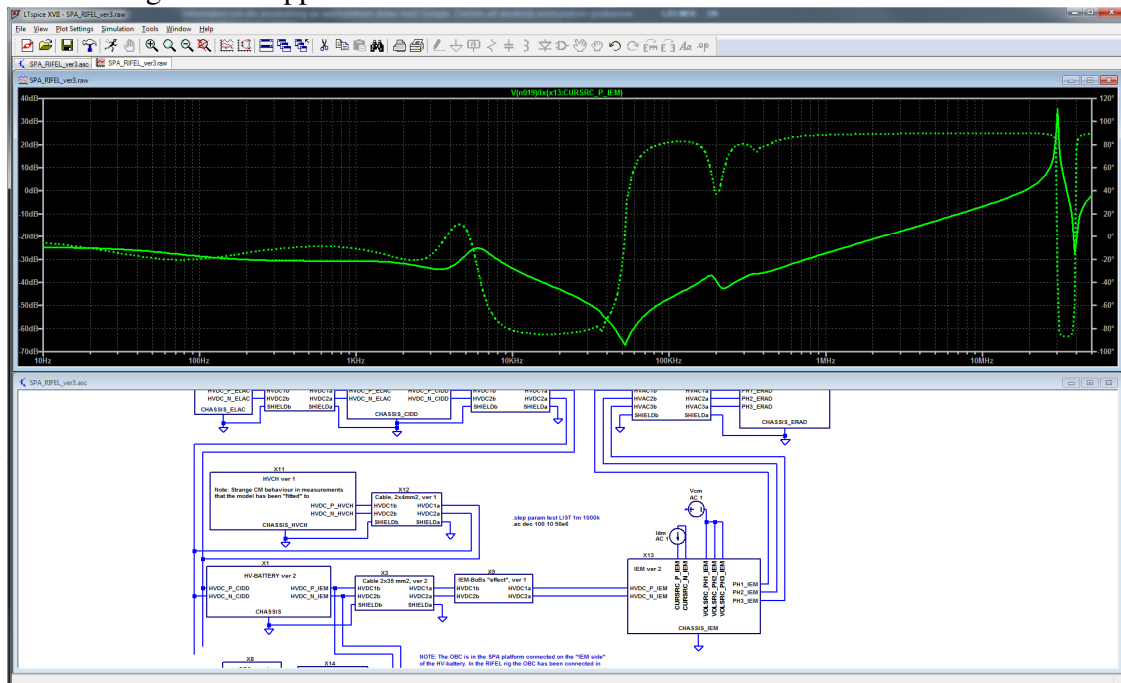 LTspice XVII - SPA_RIFEL_ver3.raw
File View Plot Settings Simulation Tools Window Help
SPA_RIFEL_ver3.asc SPA_RIFEL_ver3.raw
SPA_RIFEL_ver3.raw
V(n019)/Ix(x13:CURSRC_P_IEM)
40dB 120°
30dB 100°
20dB 80°
10dB 60°
0dB 40°
-10dB 20°
-20dB 0°
-30dB -20°
-40dB -40°
-50dB -60°
-60dB -80°
-70dB -100°
10Hz 100Hz 1KHz 10KHz 100KHz 1MHz 10MHz
SPA_RIFEL_ver3.asc
HVDC_P_ELAC HVDC1b HVDC1a HVDC_P_ELAC HVDC_P_CIDD HVDC1b HVDC1a HVAC1b HVAC1a PH1_ERAD
HVDC_N_ELAC HVDC2b HVDC2a HVDC_N_ELAC HVDC_N_CIDD HVDC2b HVDC2a HVAC2b HVAC2a PH2_ERAD
HVAC3b HVAC3a PH3_ERAD
CHASSIS_ELAC SHIELDb SHIELDa CHASSIS_CIDD SHIELDb SHIELDa SHIELDb SHIELDa
CHASSIS_ERAD
X11
HVCH ver 1
Note: Strange CM behaviour in measurements
that the model has been "fitted" to
HVDC_P_HVCH
HVDC_N_HVCH
CHASSIS_HVCH
X12
Cable, 2x4mm2, ver 1
HVDC1b HVDC1a
HVDC2b HVDC2a
SHIELDb SHIELDa
.step param test LIST 1m 1000k
.ac dec 100 10 50e6
Vcm
AC 1
Idm
AC 1
X1
HV-BATTERY ver 2
HVDC_P_CIDD HVDC_P_IEM
HVDC_N_CIDD HVDC_N_IEM
CHASSIS
X3
Cable 2x35 mm2, ver 2
HVDC1b HVDC1a
HVDC2b HVDC2a
SHIELDb SHIELDa
X9
IEM-BoBs "effect", ver 1
HVDC1b HVDC1a
HVDC2b HVDC2a
X13
IEM ver 2
CURSRC_P_IEM
CURSRC_N_IEM
VOLSRC_PH1_IEM
VOLSRC_PH2_IEM
VOLSRC_PH3_IEM
HVDC_P_IEM
HVDC_N_IEM
PH1_IEM
PH2_IEM
PH3_IEM
CHASSIS_IEM
X8
X14
NOTE: The OBC is in the SPA platform connected on the "IEM side"
of the HV-battery. In the RIFEL rig the OBC has been connected in